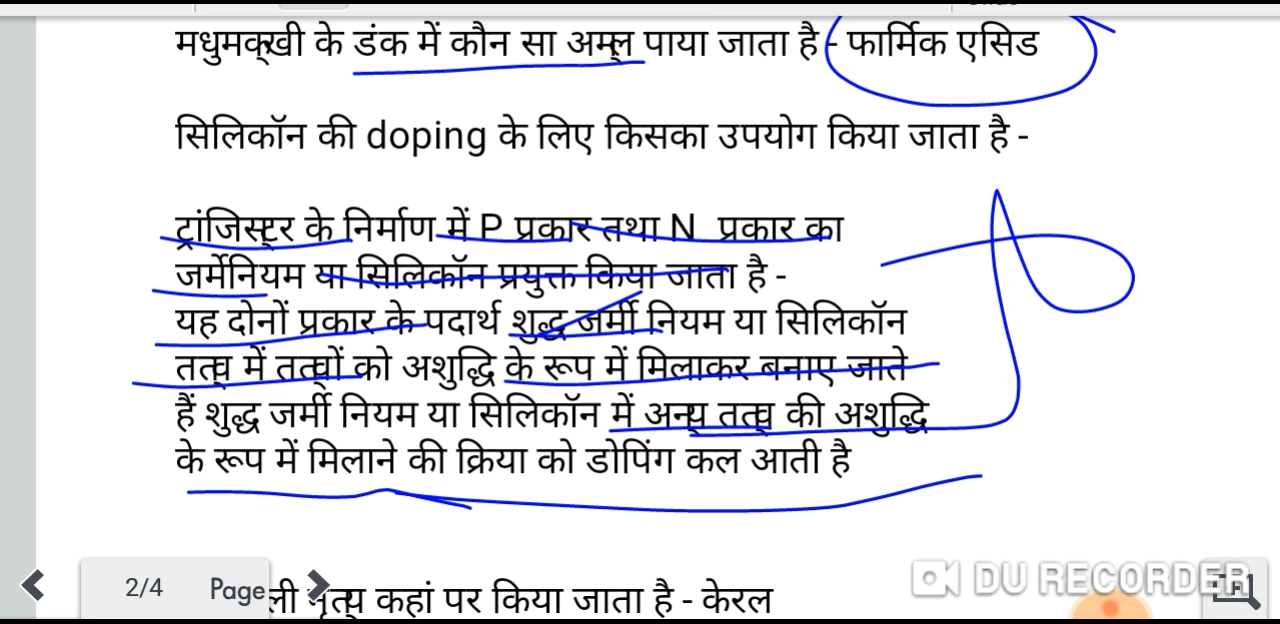 मधुमक्खी के डंक में कौन सा अम्ल पाया जाता है - फार्मिक एसिड
सिलिकॉन की doping के लिए किसका उपयोग किया जाता है -
ट्रांजिस्टर के निर्माण में P प्रकार तथा N प्रकार का
जर्मेनियम या सिलिकॉन प्रयुक्त किया जाता है -
यह दोनों प्रकार के पदार्थ शुद्ध जर्मी नियम या सिलिकॉन
तत्व में तत्वों को अशुद्धि के रूप में मिलाकर बनाए जाते
हैं शुद्ध जर्मी नियम या सिलिकॉन में अन्य तत्व की अशुद्धि
के रूप में मिलाने की क्रिया को डोपिंग कल आती है
2/4 Page
ली नृत्य कहां पर किया जाता है - केरल
DU RECORDER